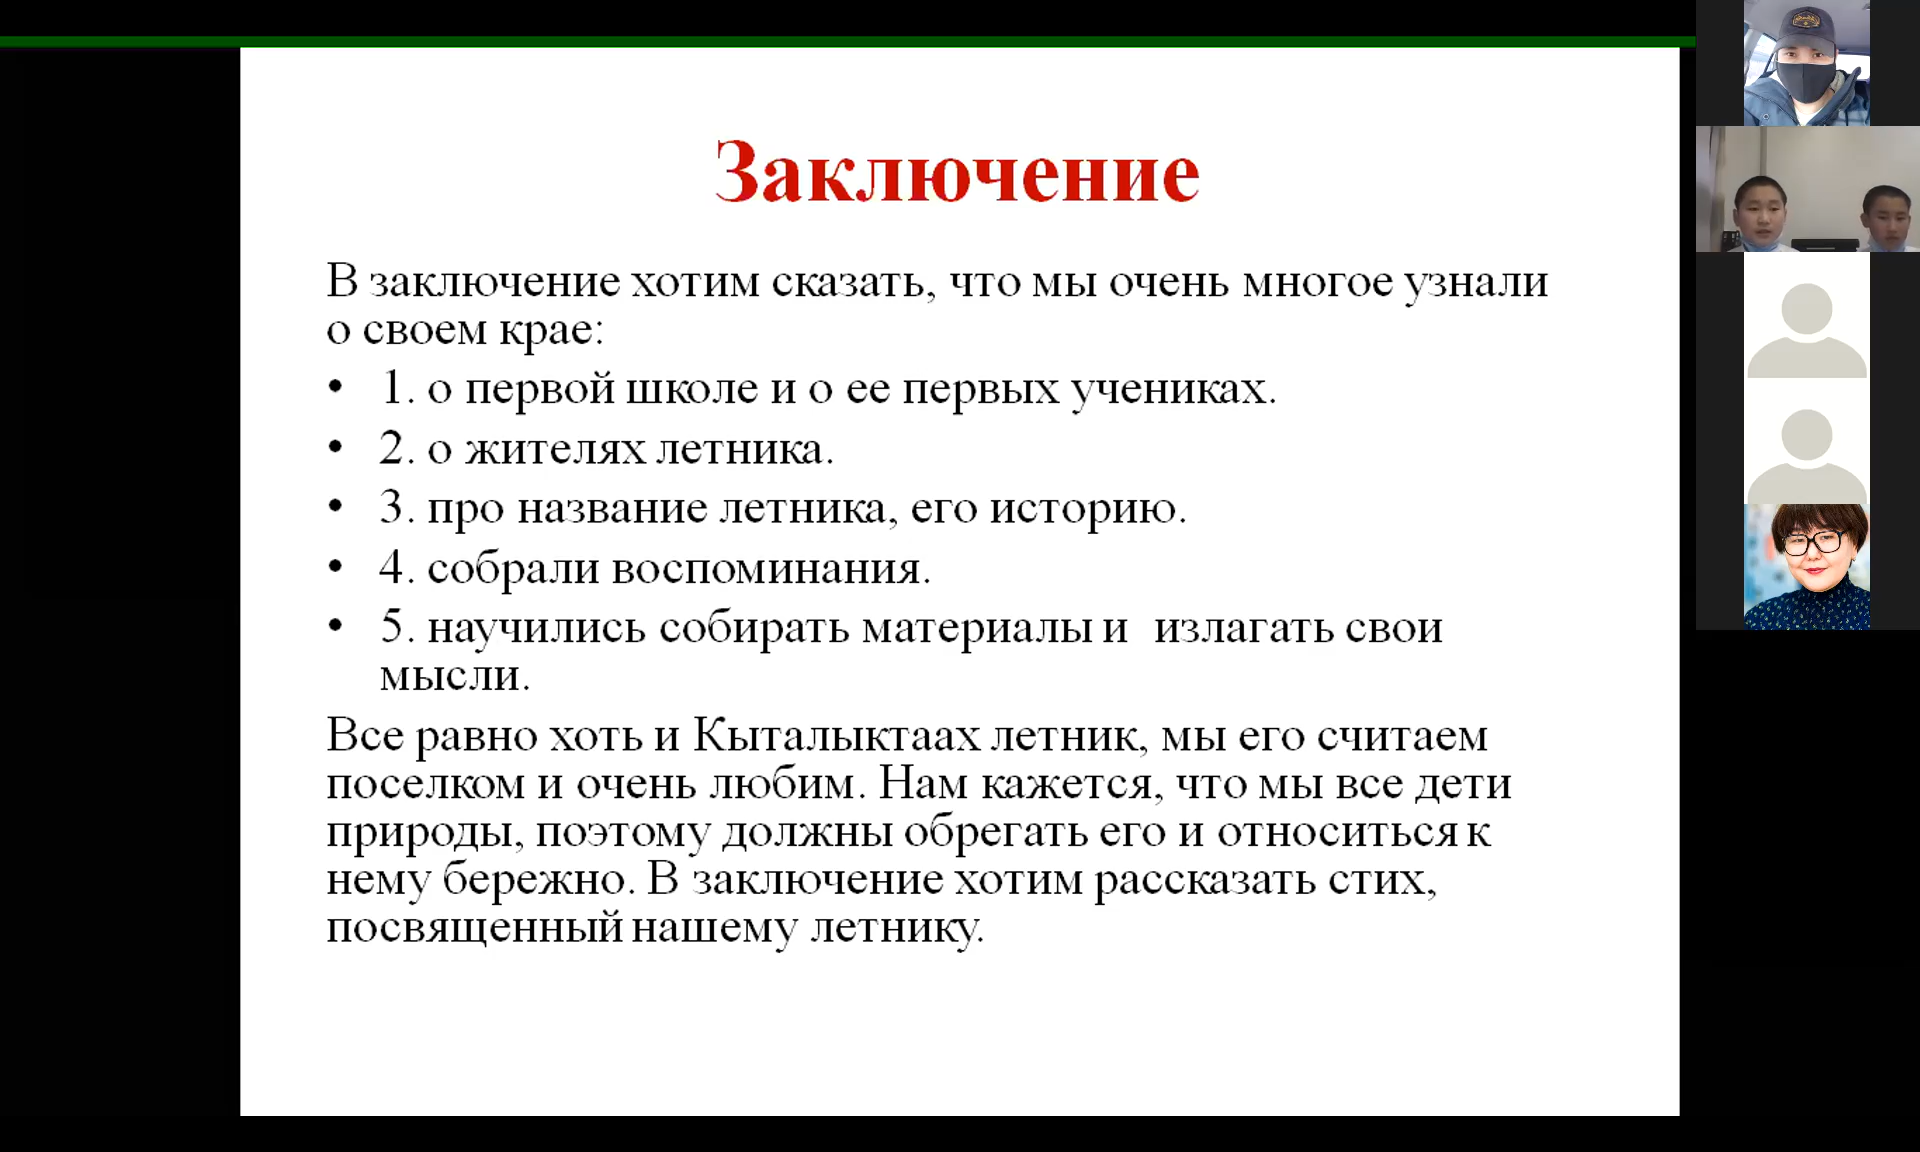 Заключение
В заключение хотим сказать, что мы очень многое узнали
о своем крае:
• 1. о первой школе и о ее первых учениках.
• 2. о жителях летника.
• 3. про название летника, его историю.
• 4. собрали воспоминания.
• 5. научились собирать материалы и излагать свои
мысли.
Все равно хоть и Кыталыктаах летник, мы его считаем
поселком и очень любим. Нам кажется, что мы все дети
природы, поэтому должны обрегать его и относиться к
нему бережно. В заключение хотим рассказать стих,
посвященный нашему летнику.